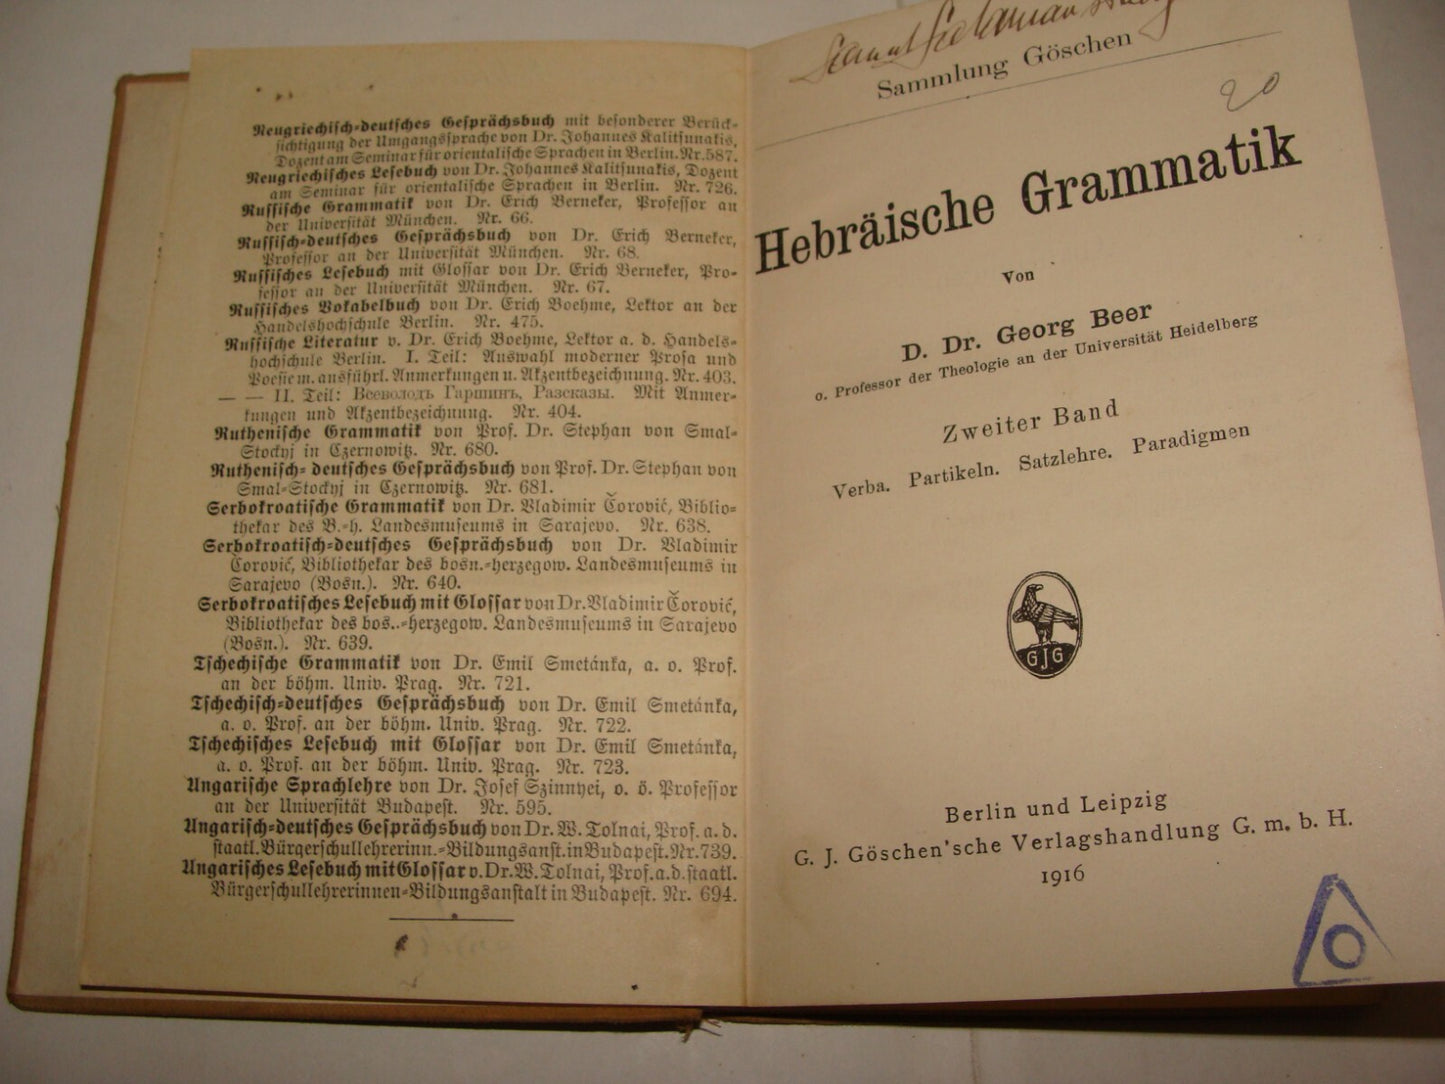 Neugriechisch-deutsches Gesprächsbuch mit besonderer Berück-
sichtigung der Umgangssprache von Dr. Johannes Kalitsunakis,
Dozent am Seminar für orientalische Sprachen in Berlin. Nr. 587.
Neugriechisches Lesebuch von Dr. Johannes Kalitsunakis, Dozent
am Seminar für orientalische Sprachen in Berlin. Nr. 726.
Russische Grammatik von Dr. Erich Berneker, Professor an
der Universität München. Nr. 66.
Russisch-deutsches Gesprächsbuch von Dr. Erich Berneker,
Professor an der Universität München. Nr. 68.
Russisches Lesebuch mit Glossar von Dr. Erich Berneker, Pro-
fessor an der Universität München. Nr. 67.
Russisches Vokabelbuch von Dr. Erich Boehme, Lektor an der
Handelshochschule Berlin. Nr. 475.
Russische Literatur v. Dr. Erich Boehme, Lektor a. d. Handels-
hochschule Berlin. I. Teil: Auswahl moderner Prosa und
Poesie m. ausführl. Anmerkungen u. Akzentbezeichnung. Nr. 403.
— — II. Teil: Всеволодъ Гаршинъ, Разсказы. Mit Anmer-
kungen und Akzentbezeichnung. Nr. 404.
Ruthenische Grammatik von Prof. Dr. Stephan von Smal-
Stockyj in Czernowitz. Nr. 680.
Ruthenisch-deutsches Gesprächsbuch von Prof. Dr. Stephan von
Smal-Stockyj in Czernowitz. Nr. 681.
Serbokroatische Grammatik von Dr. Vladimir Čorović, Biblio-
thekar des B.-h. Landesmuseums in Sarajevo. Nr. 638.
Serbokroatisch-deutsches Gesprächsbuch von Dr. Vladimir
Čorović, Bibliothekar des bosn.-herzegow. Landesmuseums in
Sarajevo (Bosn.). Nr. 640.
Serbokroatisches Lesebuch mit Glossar von Dr. Vladimir Čorović,
Bibliothekar des bos..-herzegow. Landesmuseums in Sarajevo
(Bosn.). Nr. 639.
Tschechische Grammatik von Dr. Emil Smetánka, a. o. Prof.
an der böhm. Univ. Prag. Nr. 721.
Tschechisch-deutsches Gesprächsbuch von Dr. Emil Smetánka,
a. o. Prof. an der böhm. Univ. Prag. Nr. 722.
Tschechisches Lesebuch mit Glossar von Dr. Emil Smetánka,
a. o. Prof. an der böhm. Univ. Prag. Nr. 723.
Ungarische Sprachlehre von Dr. Josef Szinnyei, o. ö. Professor
an der Universität Budapest. Nr. 595.
Ungarisch-deutsches Gesprächsbuch von Dr. W. Tolnai, Prof. a. d.
staatl. Bürgerschullehrerinn.-Bildungsanst. in Budapest. Nr. 739.
Ungarisches Lesebuch mit Glossar v. Dr. W. Tolnai, Prof. a. d. staatl.
Bürgerschullehrerinnen-Bildungsanstalt in Budapest. Nr. 694.
Sammlung Göschen
20
Hebräische Grammatik
Von
D. Dr. Georg Beer
o. Professor der Theologie an der Universität Heidelberg
Zweiter Band
Verba. Partikeln. Satzlehre. Paradigmen
GJG
Berlin und Leipzig
G. J. Göschen'sche Verlagshandlung G. m. b. H.
1916